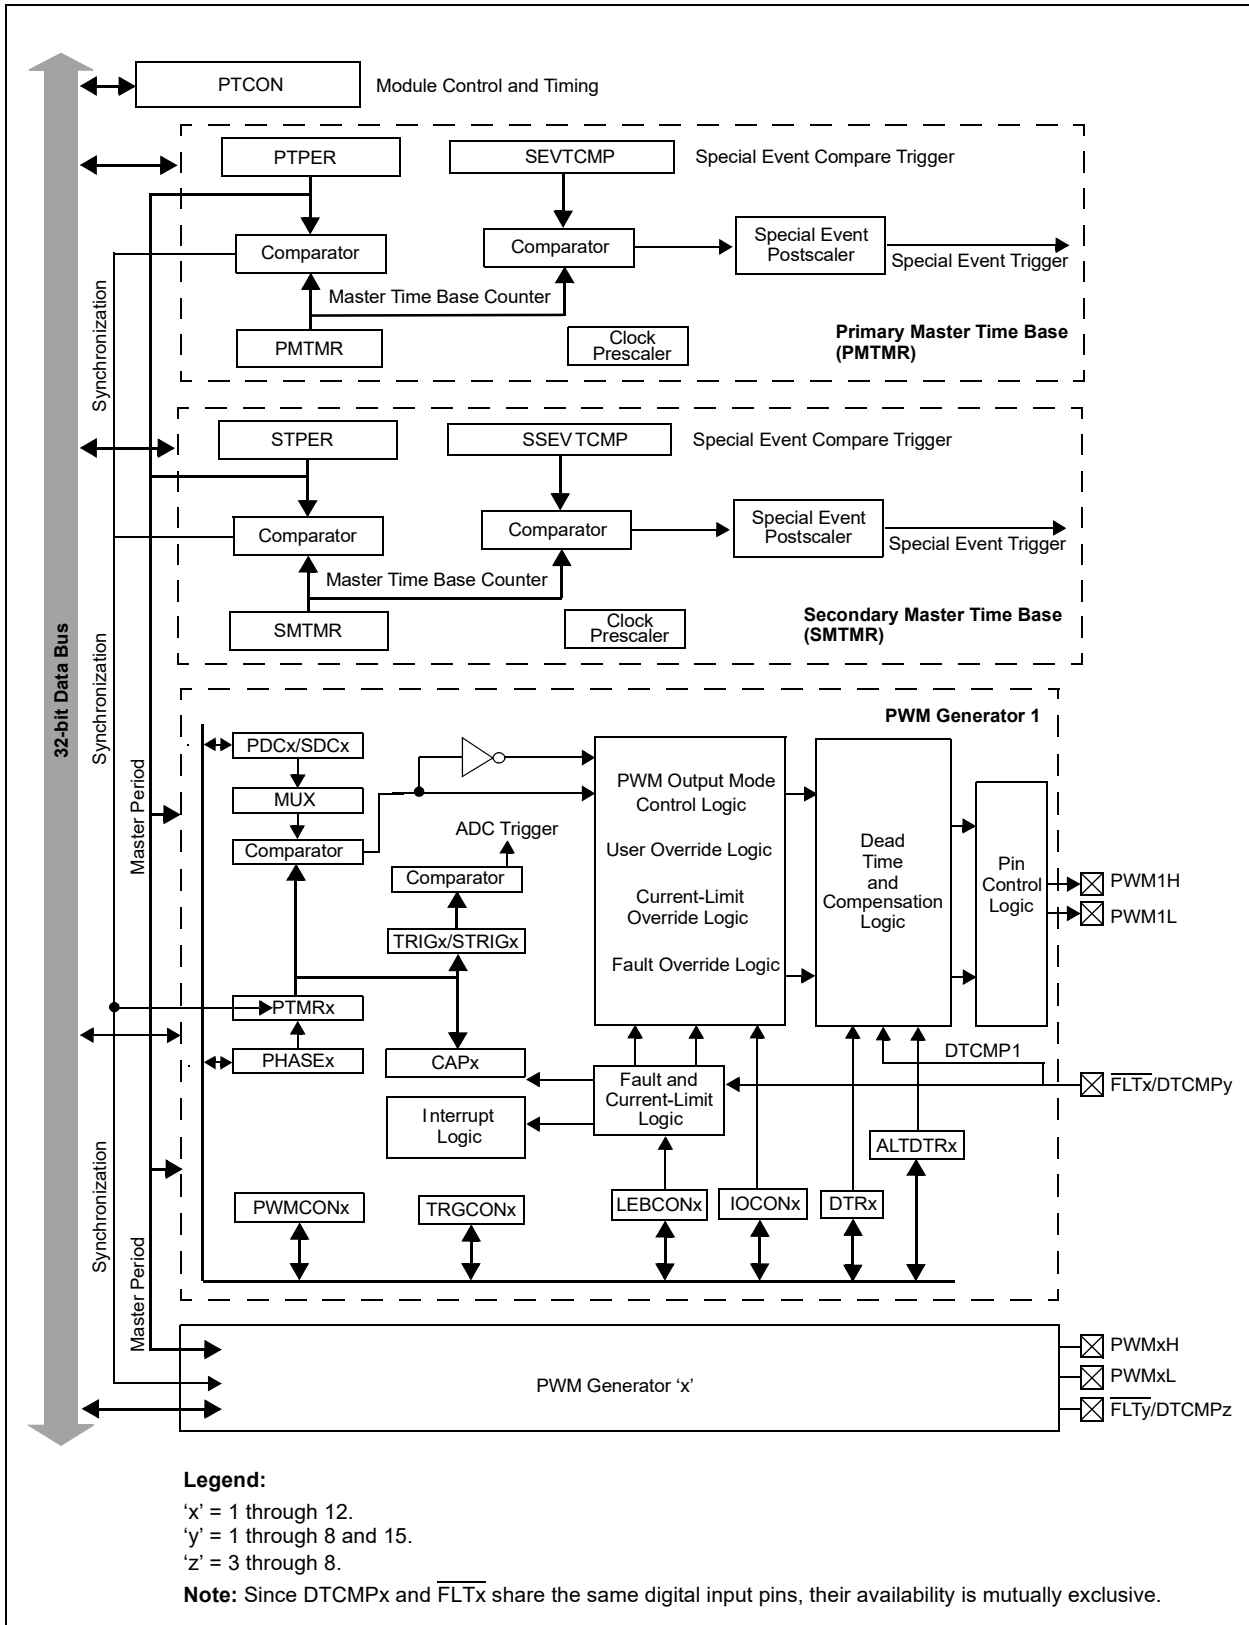 PTCON
Module Control and Timing
PTPER
SEVTCMP
Special Event Compare Trigger
Comparator
Comparator
Special Event
Postscaler
Special Event Trigger
Master Time Base Counter
PMTMR
Clock
Prescaler
Primary Master Time Base
(PMTMR)
Synchronization
STPER
SSEVTCMP
Special Event Compare Trigger
Comparator
Comparator
Special Event
Postscaler
Special Event Trigger
Master Time Base Counter
SMTMR
Clock
Prescaler
Secondary Master Time Base
(SMTMR)
32-bit Data Bus
Synchronization
Master Period
PWM Generator 1
PDCx/SDCx
MUX
Comparator
ADC Trigger
Comparator
TRIGx/STRIGx
PTMRx
PHASEx
CAPx
Interrupt
Logic
PWM Output Mode
Control Logic
User Override Logic
Current-Limit
Override Logic
Fault Override Logic
Dead
Time
and
Compensation
Logic
Pin
Control
Logic
PWM1H
PWM1L
DTCMP1
Fault and
Current-Limit
Logic
FLTx/DTCMPy
ALTDTRx
PWMCONx
TRGCONx
LEBCONx
IOCONx
DTRx
Synchronization
Master Period
PWM Generator ‘x’
PWMxH
PWMxL
FLTy/DTCMPz
Legend:
‘x’ = 1 through 12.
‘y’ = 1 through 8 and 15.
‘z’ = 3 through 8.
Note: Since DTCMPx and FLTx share the same digital input pins, their availability is mutually exclusive.